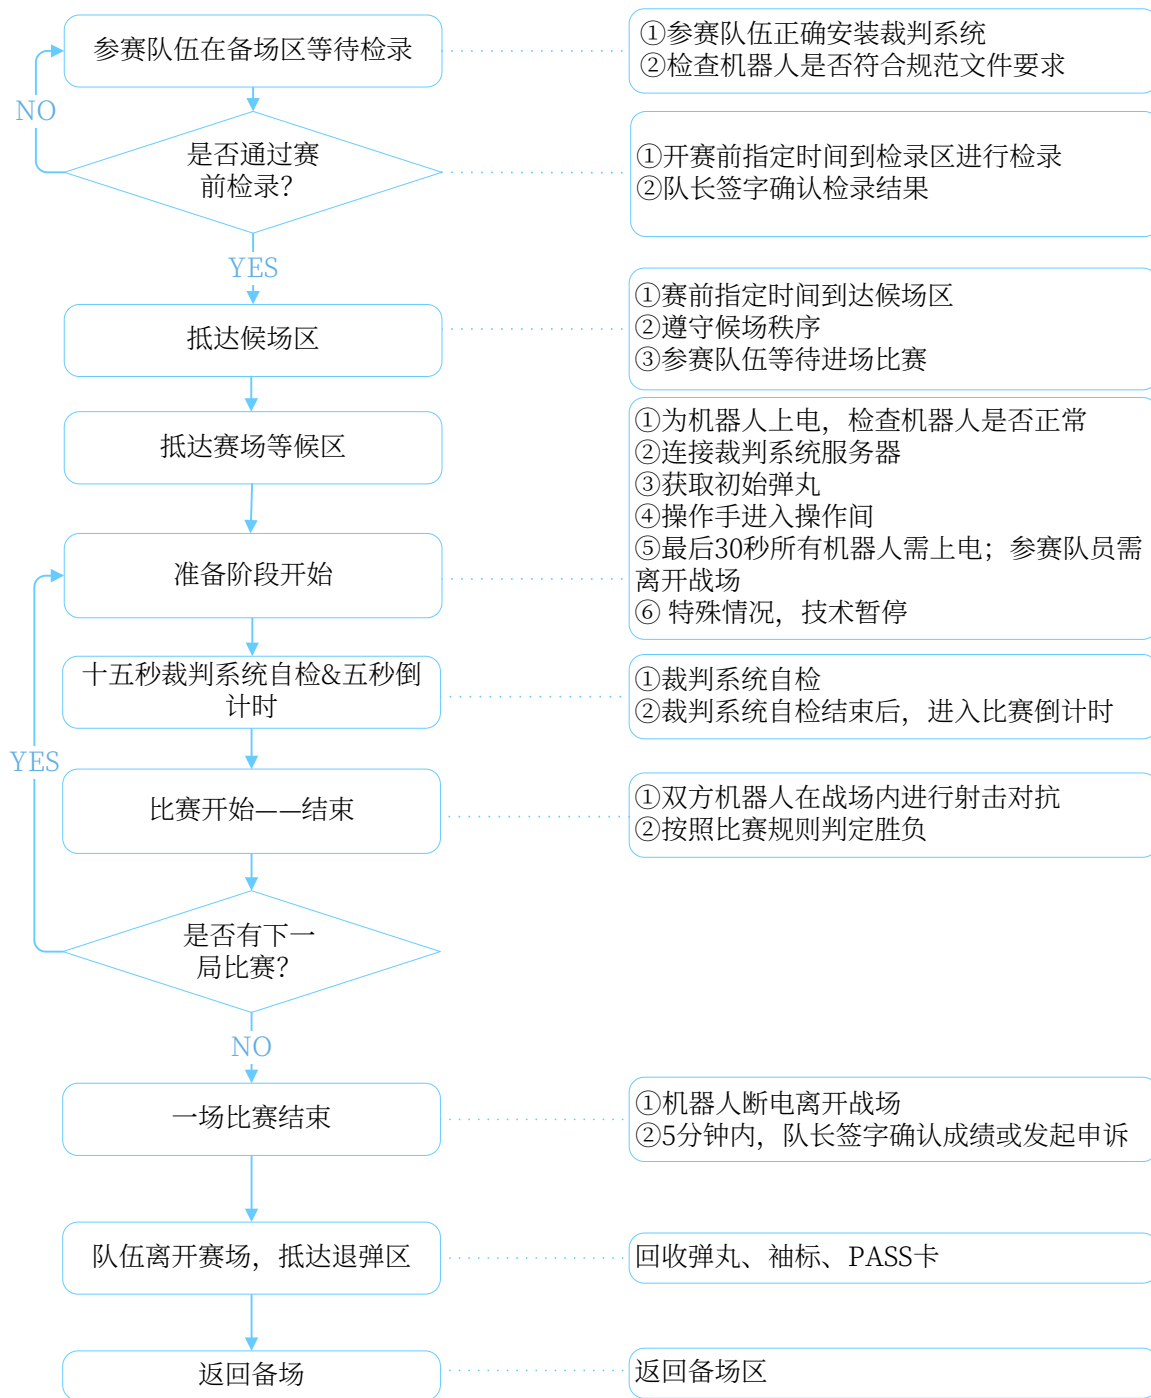 参赛队伍在备场区等待检录
①参赛队伍正确安装裁判系统
②检查机器人是否符合规范文件要求
NO
是否通过赛
前检录？
①开赛前指定时间到检录区进行检录
②队长签字确认检录结果
YES
抵达候场区
①赛前指定时间到达候场区
②遵守候场秩序
③参赛队伍等待进场比赛
抵达赛场等候区
①为机器人上电，检查机器人是否正常
②连接裁判系统服务器
③获取初始弹丸
④操作手进入操作间
⑤最后30秒所有机器人需上电；参赛队员需
离开战场
⑥ 特殊情况，技术暂停
准备阶段开始
十五秒裁判系统自检&五秒倒
计时
①裁判系统自检
②裁判系统自检结束后，进入比赛倒计时
YES
比赛开始——结束
①双方机器人在战场内进行射击对抗
②按照比赛规则判定胜负
是否有下一
局比赛？
NO
一场比赛结束
①机器人断电离开战场
②5分钟内，队长签字确认成绩或发起申诉
队伍离开赛场，抵达退弹区
回收弹丸、袖标、PASS卡
返回备场
返回备场区